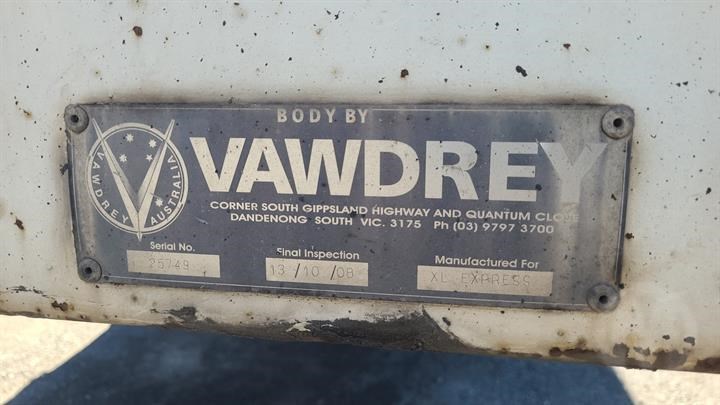 BODY BY
VAWDREY
VAWDREY AUSTRALIA
CORNER SOUTH GIPPSLAND HIGHWAY AND QUANTUM CLOSE
DANDENONG SOUTH VIC. 3175 Ph (03) 9797 3700
Serial No. Final Inspection Manufactured For
25749 13/10/08 XL EXPRESS